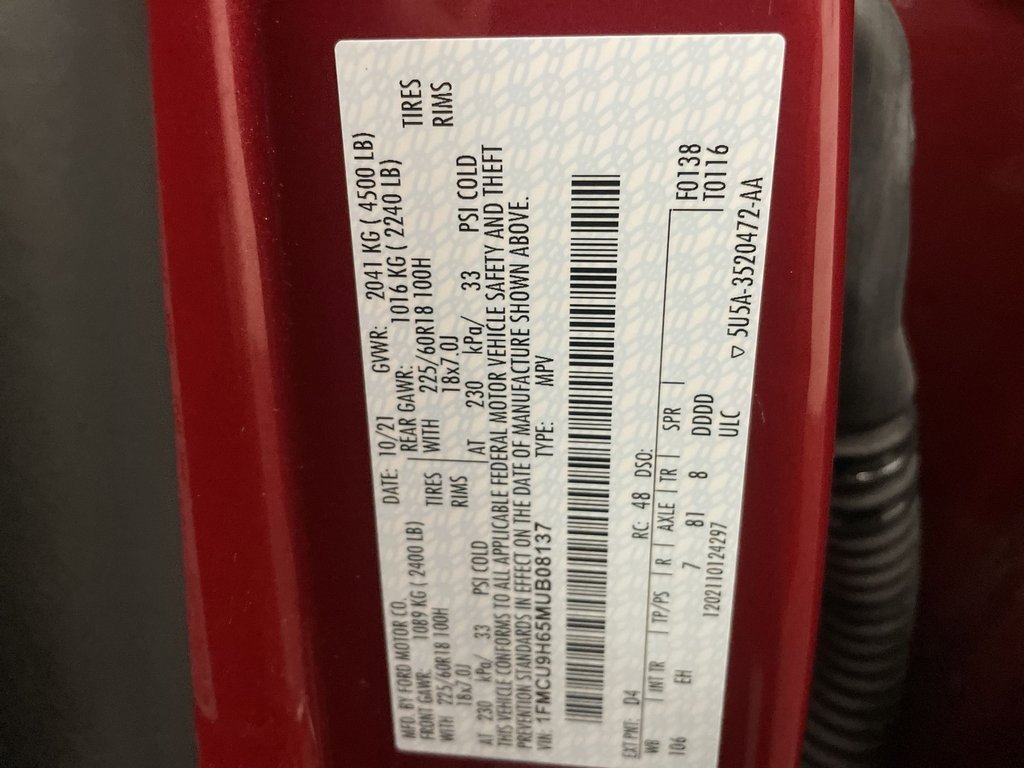 MFD. BY FORD MOTOR CO. DATE: 10/21 GVWR: 2041 KG ( 4500 LB)
FRONT GAWR: 1089 KG ( 2400 LB) REAR GAWR: 1016 KG ( 2240 LB)
WITH 225/60R18 100H TIRES WITH 225/60R18 100H TIRES
18x7.0J RIMS 18x7.0J RIMS
AT 230 kPa/ 33 PSI COLD AT 230 kPa/ 33 PSI COLD
THIS VEHICLE CONFORMS TO ALL APPLICABLE FEDERAL MOTOR VEHICLE SAFETY AND THEFT
PREVENTION STANDARDS IN EFFECT ON THE DATE OF MANUFACTURE SHOWN ABOVE.
VIN: 1FMCU9H65MUB08137 TYPE: MPV
EXT PNT: D4 RC: 48 DSO:
WB INT TR TP/PS R AXLE TR SPR F0138
106 EH 7 81 8 DDDD T0116
120211012429​7 ULC
▽ 5U5A-3520472-AA